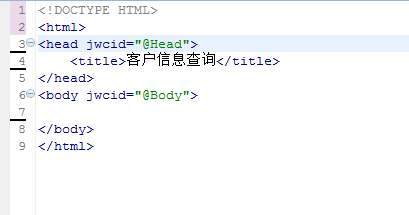 1 <!DOCTYPE HTML>
2 <html>
3 <head jwcid="@Head">
4 <title>客户信息查询</title>
5 </head>
6 <body jwcid="@Body">
7
8 </body>
9 </html>